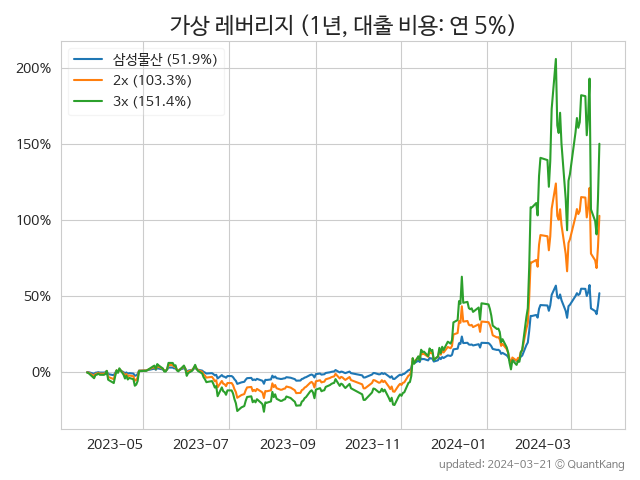 가상 레버리지 (1년, 대출 비용: 연 5%)
삼성물산 (51.9%)
2x (103.3%)
3x (151.4%)
200%
150%
100%
50%
0%
2023-05 2023-07 2023-09 2023-11 2024-01 2024-03
updated: 2024-03-21 © QuantKang